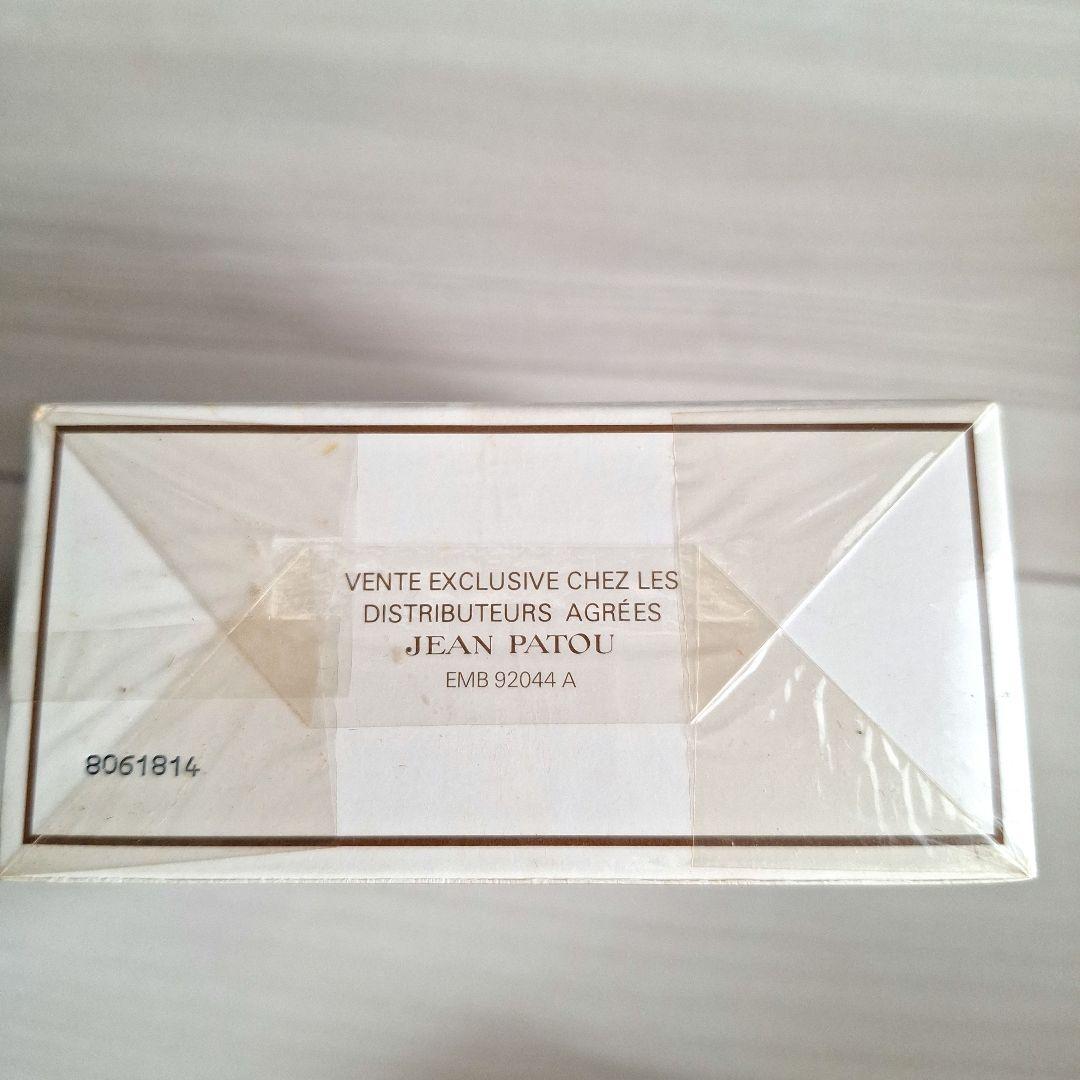 VENTE EXCLUSIVE CHEZ LES
DISTRIBUTEURS AGRÉES
JEAN PATOU
EMB 92044 A
8061814